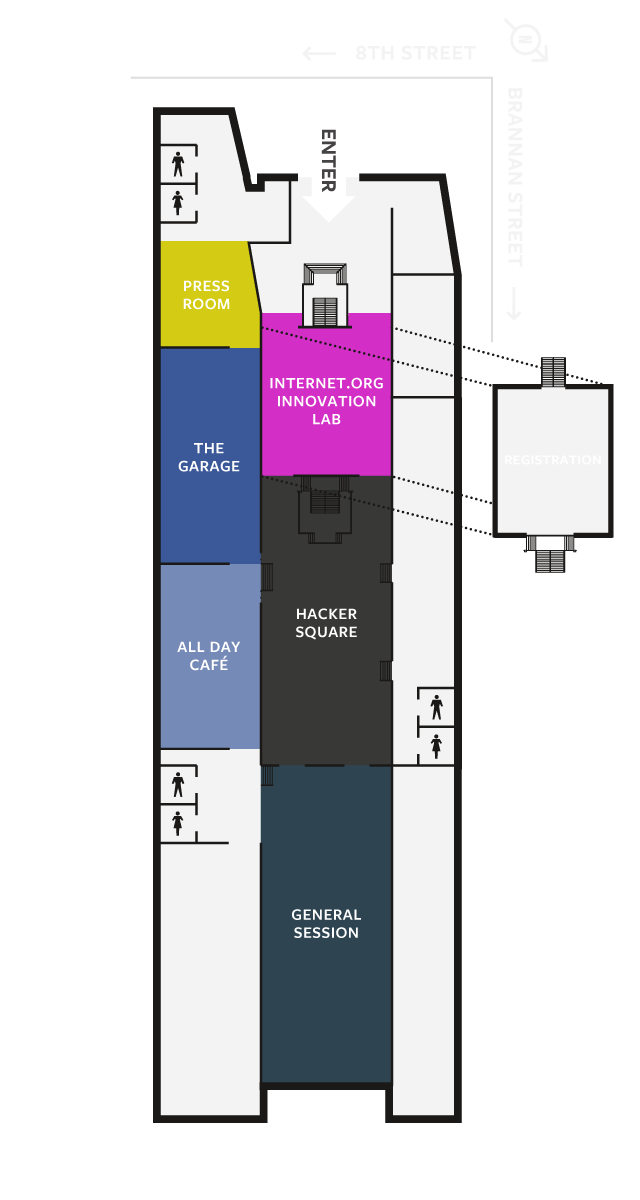 8TH STREET
N
BRANNAN STREET
ENTER
PRESS
ROOM
INTERNET.ORG
INNOVATION
LAB
THE
GARAGE
REGISTRATION
HACKER
SQUARE
ALL DAY
CAFÉ
GENERAL
SESSION